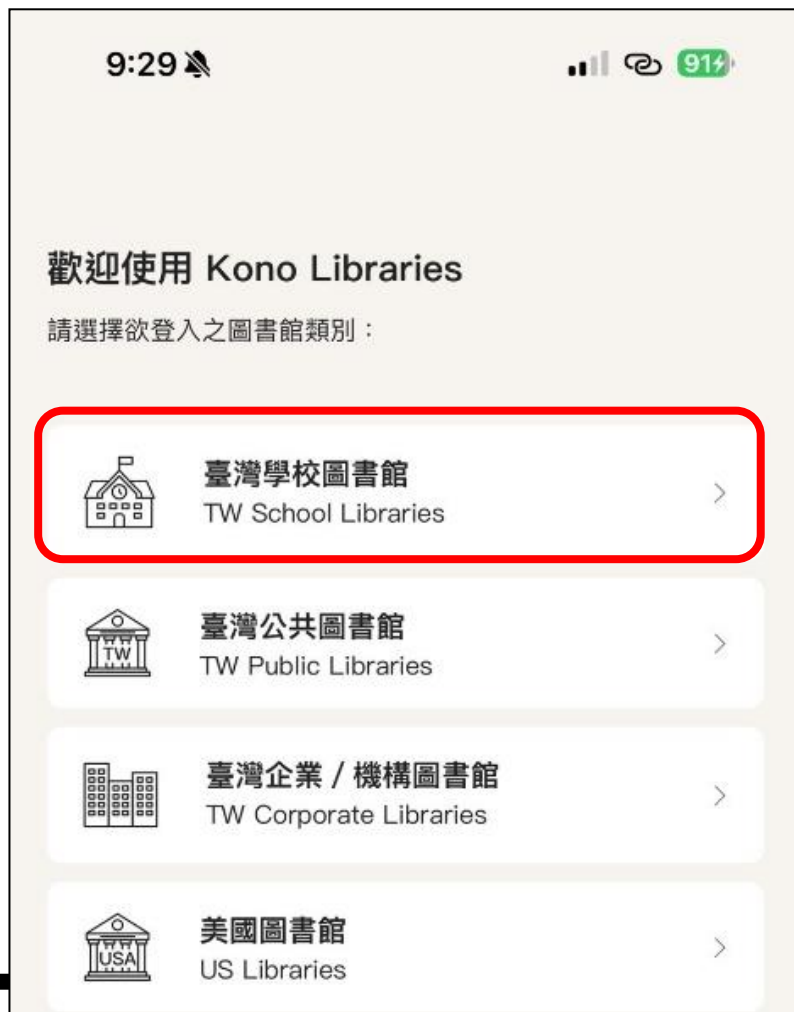 9:29
91
歡迎使用 Kono Libraries
請選擇欲登入之圖書館類別：
臺灣學校圖書館
TW School Libraries
臺灣公共圖書館
TW
TW Public Libraries
臺灣企業 / 機構圖書館
TW Corporate Libraries
美國圖書館
USA
US Libraries